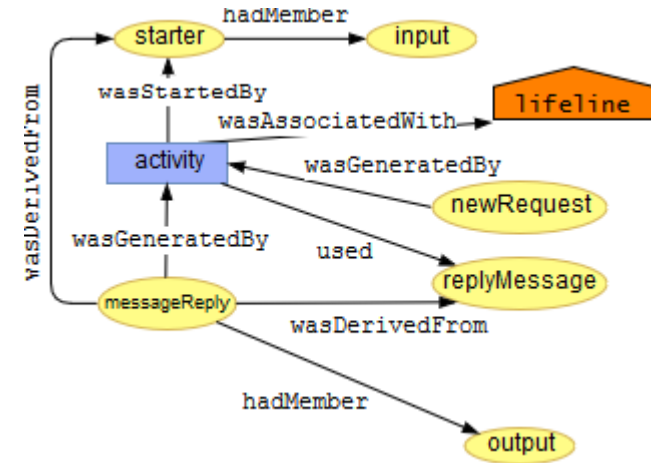 hadMember
starter
input
wasStartedBy
lifeline
wasAssociatedWith
activity
wasGeneratedBy
wasDerivedFrom
newRequest
wasGeneratedBy
used
replyMessage
messageReply
wasDerivedFrom
hadMember
output